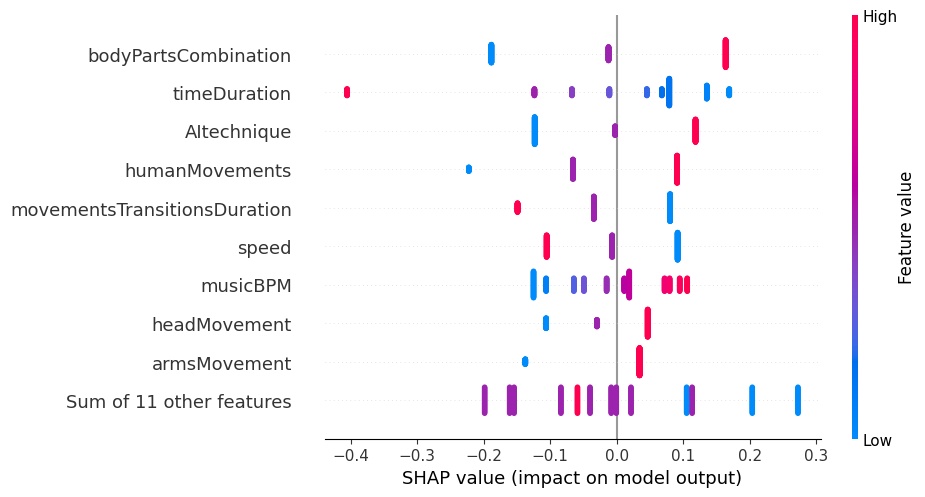 High
bodyPartsCombination
timeDuration
AItechnique
humanMovements
movementsTransitionsDuration
speed
musicBPM
headMovement
armsMovement
Sum of 11 other features
Feature value
Low
−0.4 −0.3 −0.2 −0.1 0.0 0.1 0.2 0.3
SHAP value (impact on model output)